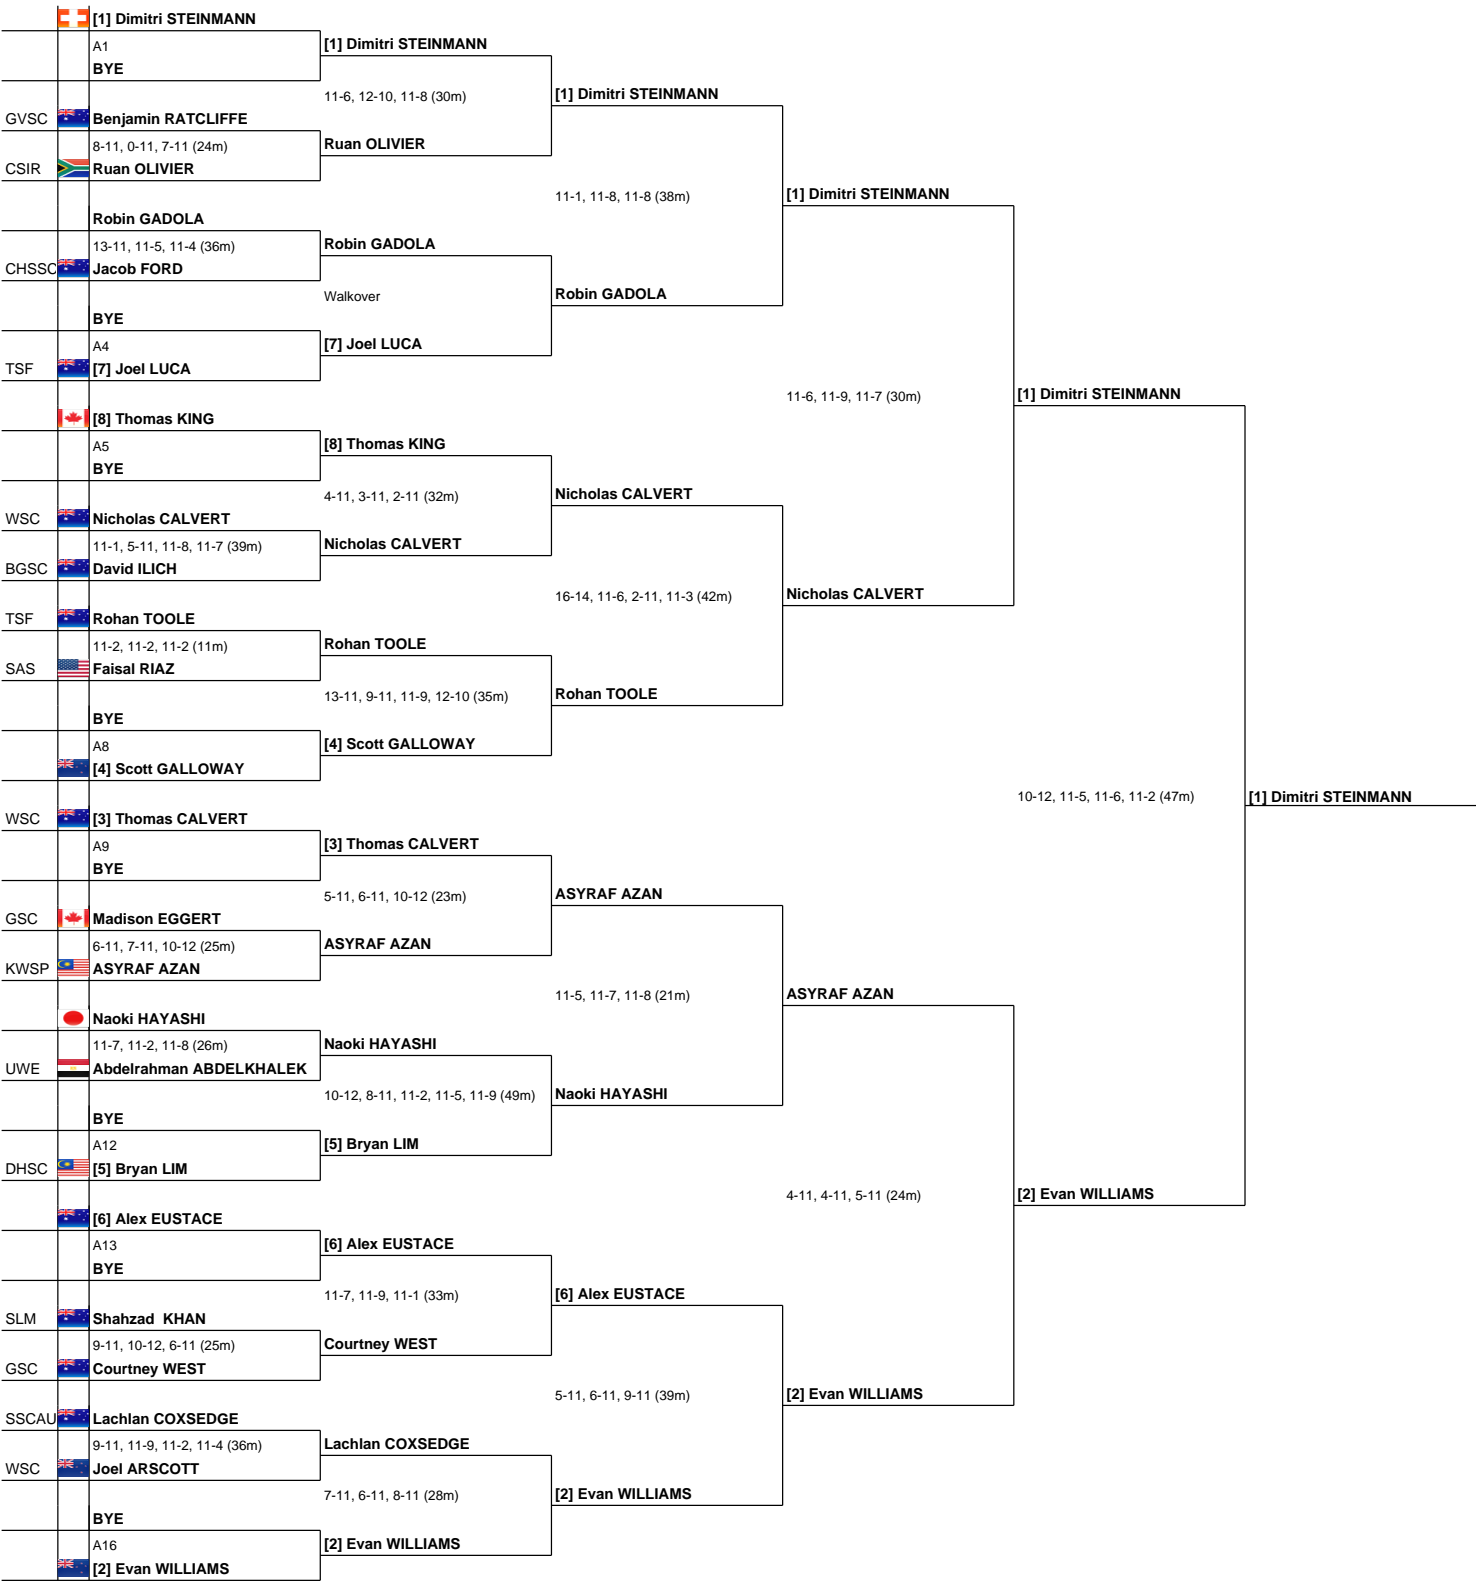 [1] Dimitri STEINMANN
A1
[1] Dimitri STEINMANN
BYE
11-6, 12-10, 11-8 (30m)
[1] Dimitri STEINMANN
GVSC Benjamin RATCLIFFE
8-11, 0-11, 7-11 (24m)
Ruan OLIVIER
CSIR Ruan OLIVIER
11-1, 11-8, 11-8 (38m)
[1] Dimitri STEINMANN
Robin GADOLA
13-11, 11-5, 11-4 (36m)
Robin GADOLA
CHSSC Jacob FORD
Walkover
Robin GADOLA
BYE
A4
[7] Joel LUCA
TSF [7] Joel LUCA
11-6, 11-9, 11-7 (30m)
[1] Dimitri STEINMANN
[8] Thomas KING
A5
[8] Thomas KING
BYE
4-11, 3-11, 2-11 (32m)
Nicholas CALVERT
WSC Nicholas CALVERT
11-1, 5-11, 11-8, 11-7 (39m)
Nicholas CALVERT
BGSC David ILICH
16-14, 11-6, 2-11, 11-3 (42m)
Nicholas CALVERT
TSF Rohan TOOLE
11-2, 11-2, 11-2 (11m)
Rohan TOOLE
SAS Faisal RIAZ
13-11, 9-11, 11-9, 12-10 (35m)
Rohan TOOLE
BYE
A8
[4] Scott GALLOWAY
[4] Scott GALLOWAY
10-12, 11-5, 11-6, 11-2 (47m)
[1] Dimitri STEINMANN
WSC [3] Thomas CALVERT
A9
[3] Thomas CALVERT
BYE
5-11, 6-11, 10-12 (23m)
ASYRAF AZAN
GSC Madison EGGERT
6-11, 7-11, 10-12 (25m)
ASYRAF AZAN
KWSP ASYRAF AZAN
11-5, 11-7, 11-8 (21m)
ASYRAF AZAN
Naoki HAYASHI
11-7, 11-2, 11-8 (26m)
Naoki HAYASHI
UWE Abdelrahman ABDELKHALEK
10-12, 8-11, 11-2, 11-5, 11-9 (49m)
Naoki HAYASHI
BYE
A12
[5] Bryan LIM
DHSC [5] Bryan LIM
4-11, 4-11, 5-11 (24m)
[2] Evan WILLIAMS
[6] Alex EUSTACE
A13
[6] Alex EUSTACE
BYE
11-7, 11-9, 11-1 (33m)
[6] Alex EUSTACE
SLM Shahzad KHAN
9-11, 10-12, 6-11 (25m)
Courtney WEST
GSC Courtney WEST
5-11, 6-11, 9-11 (39m)
[2] Evan WILLIAMS
SSCAU Lachlan COXSEDGE
9-11, 11-9, 11-2, 11-4 (36m)
Lachlan COXSEDGE
WSC Joel ARSCOTT
7-11, 6-11, 8-11 (28m)
[2] Evan WILLIAMS
BYE
A16
[2] Evan WILLIAMS
[2] Evan WILLIAMS